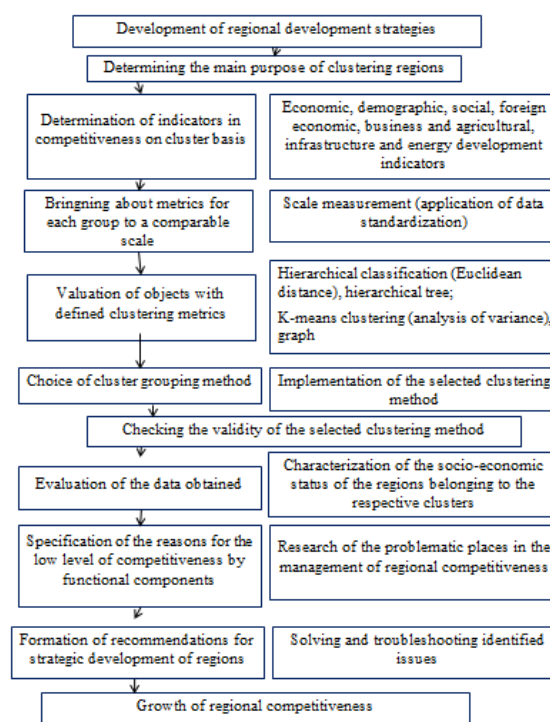 Development of regional development strategies
Determining the main purpose of clustering regions
Determination of indicators in
competitiveness on cluster basis
Economic, demographic, social, foreign
economic, business and agricultural,
infrastructure and energy development
indicators
Bringning about metrics for
each group to a comparable
scale
Scale measurement (application of data
standardization)
Valuation of objects with
defined clustering metrics
Hierarchical classification (Euclidean
distance), hierarchical tree;
K-means clustering (analysis of variance),
graph
Choice of cluster grouping method
Implementation of the selected clustering
method
Checking the validity of the selected clustering method
Evaluation of the data obtained
Characterization of the socio-economic
status of the regions belonging to the
respective clusters
Specification of the reasons for the
low level of competitiveness by
functional components
Research of the problematic places in the
management of regional competitiveness
Formation of recommendations for
strategic development of regions
Solving and troubleshooting identified
issues
Growth of regional competitiveness